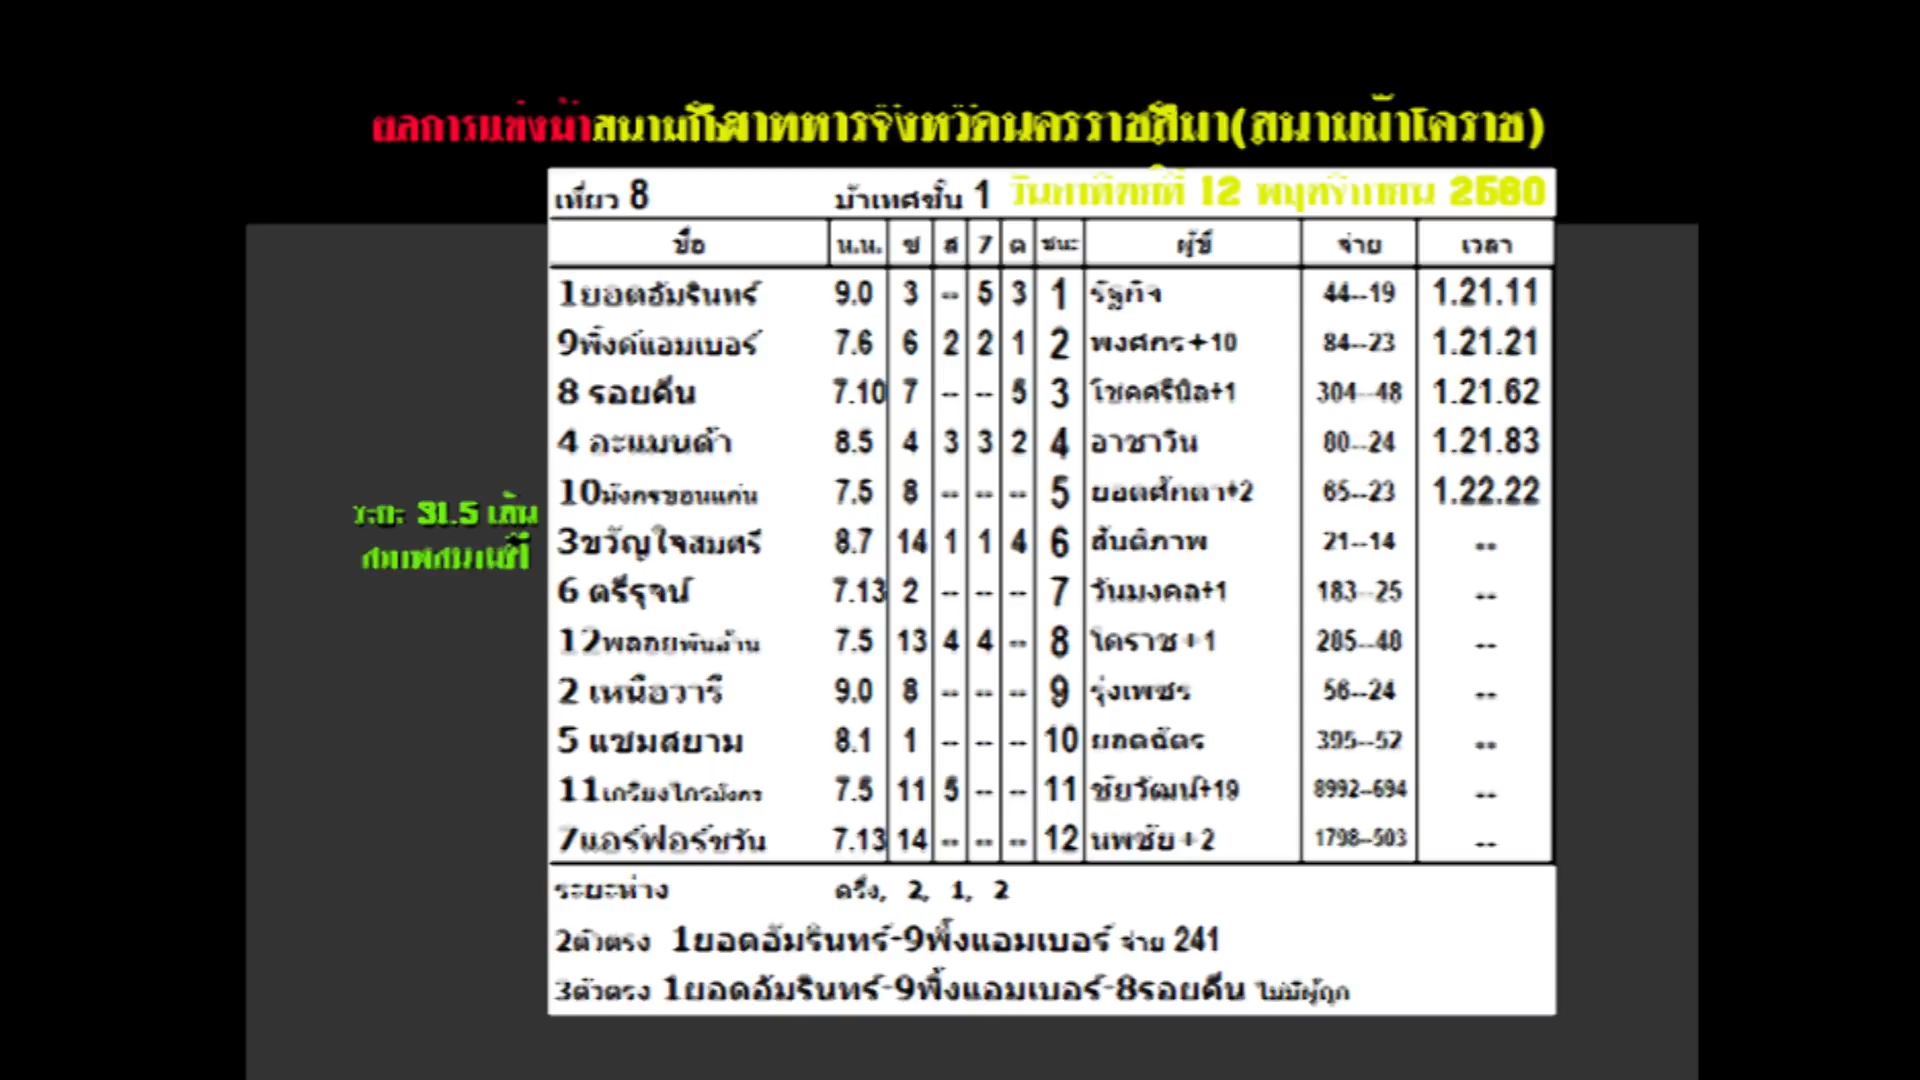 ผลการแข่งม้าสนามกีฬาทหารจังหวัดนครราชสีมา(สนามม้าโคราช)
เที่ยว 8 ม้าเทศชั้น 1 วันอาทิตย์ที่ 12 พฤศจิกายน 2560
ชื่อ น.น. ซ ส 7 ต ชนะ ผู้ขี่ จ่าย เวลา
1ยอดอัมรินทร์ 9.0 3 -- 5 3 1 รัฐกิจ 44--19 1.21.11
9พิ้งค์แอมเบอร์ 7.6 6 2 2 1 2 พงศกร+10 84--23 1.21.21
8 รอยดีน 7.10 7 -- -- 5 3 โชคศรีนิล+1 304--48 1.21.62
4 อะแมนด้า 8.5 4 3 3 2 4 อาชาวิน 80--24 1.21.83
10มังกรขอนแก่น 7.5 8 -- -- -- 5 ยอดศักดา+2 65--23 1.22.22
3ขวัญใจสมศรี 8.7 14 1 1 4 6 สันติภาพ 21--14 --
6 ตรีรุจน์ 7.13 2 -- -- -- 7 วันมงคล+1 183--25 --
12พลอยพันล้าน 7.5 13 4 4 -- 8 โคราช+1 285--48 --
2 เหนือวารี 9.0 8 -- -- -- 9 รุ่งเพชร 56--24 --
5 แชมสยาม 8.1 1 -- -- -- 10 ยอดฉัตร 395--52 --
11เกรียงไกรมังกร 7.5 11 5 -- -- 11 ชัยวัฒน์+19 8992--694 --
7แอร์ฟอร์ซวัน 7.13 14 -- -- -- 12 นพชัย+2 1798--503 --
ระยะ 31.5 เส้น
ระยะห่าง ครึ่ง, 2, 1, 2
2ตัวตรง 1ยอดอัมรินทร์-9พิ้งแอมเบอร์ จ่าย 241
3ตัวตรง 1ยอดอัมรินทร์-9พิ้งแอมเบอร์-8รอยดีน ไม่มีผู้ถูก